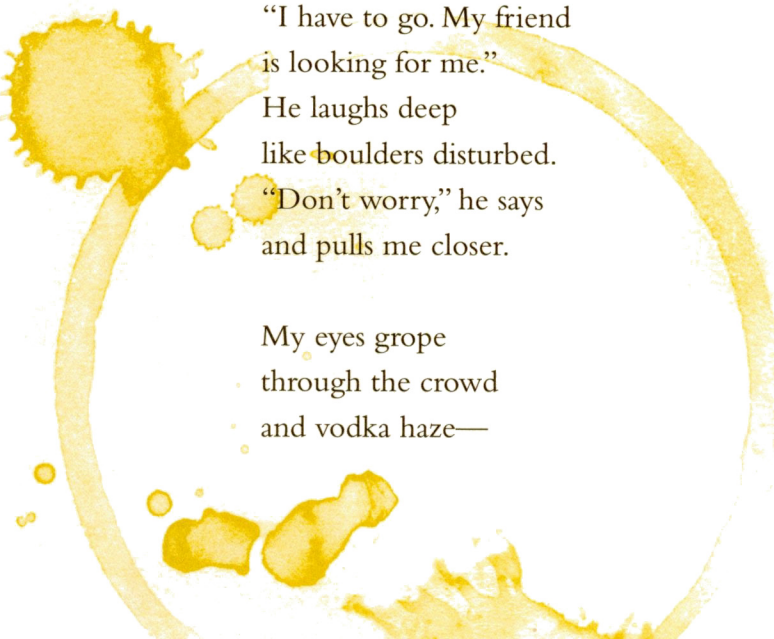 “I have to go. My friend
is looking for me.”
He laughs deep
like boulders disturbed.
“Don’t worry,” he says
and pulls me closer.
My eyes grope
through the crowd
and vodka haze—